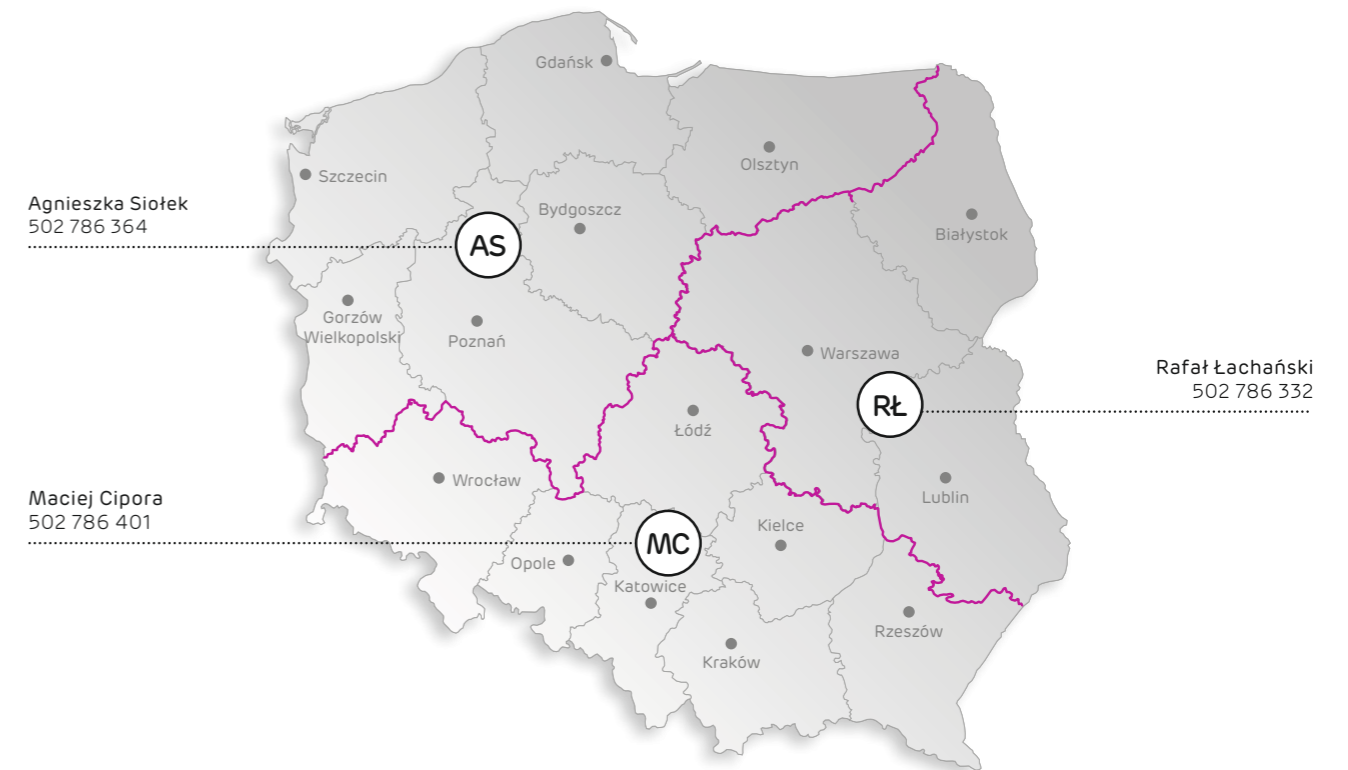 Gdańsk
Olsztyn
Szczecin
Agnieszka Siołek
502 786 364
Bydgoszcz
Białystok
AS
Gorzów
Wielkopolski
Poznań
Warszawa
Rafał Łachański
502 786 332
RŁ
Łódź
Wrocław
Lublin
Maciej Cipora
502 786 401
Kielce
MC
Opole
Katowice
Rzeszów
Kraków